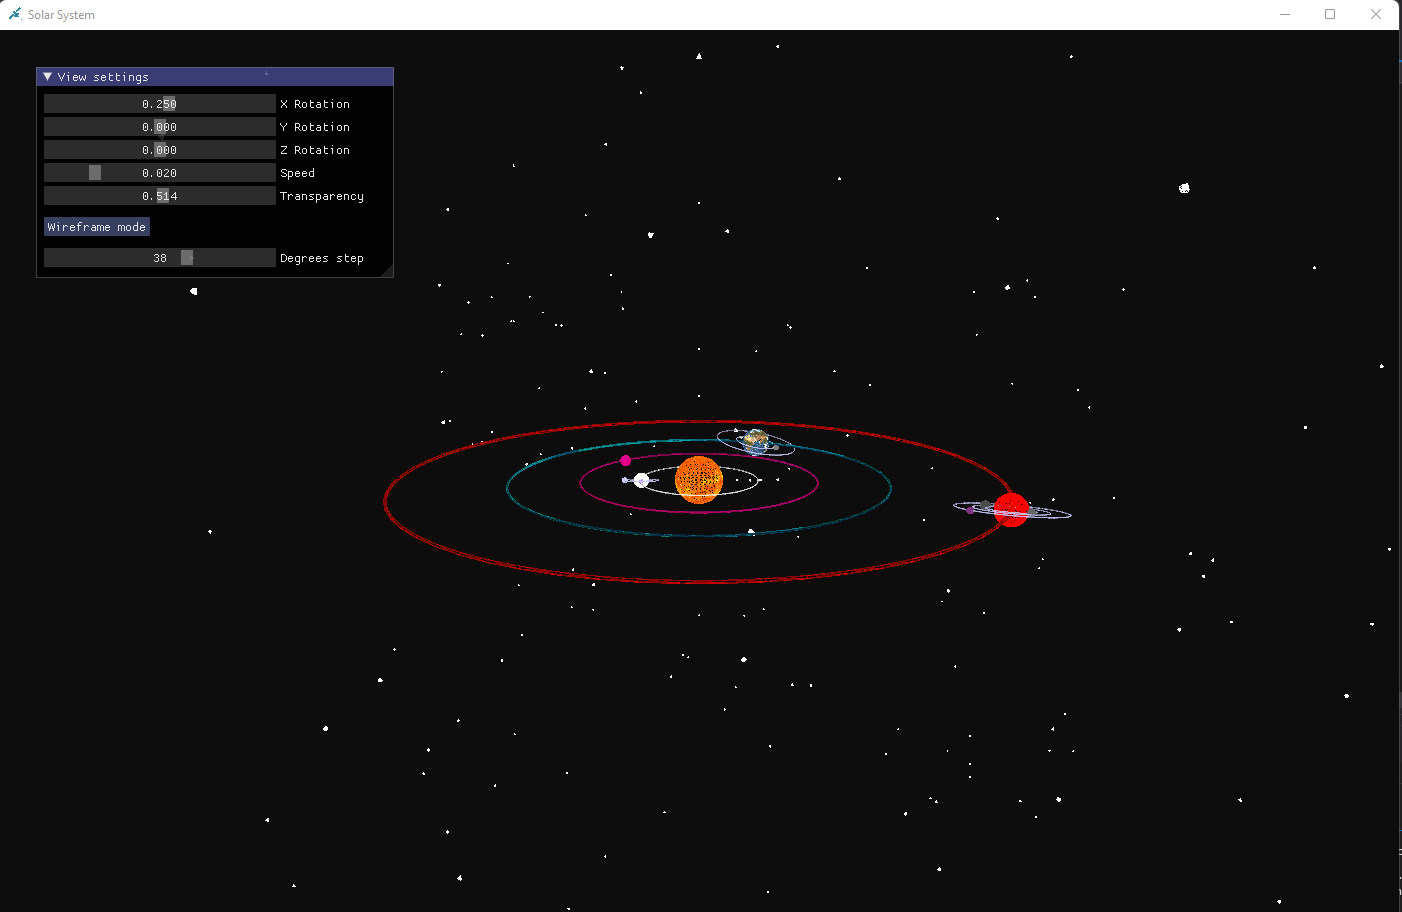 Solar System
View settings
0.250 X Rotation
0.000 Y Rotation
0.000 Z Rotation
0.020 Speed
0.514 Transparency
Wireframe mode
38 Degrees step